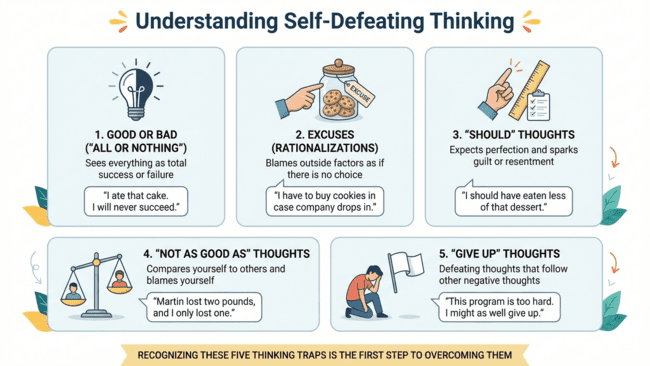 Understanding Self-Defeating Thinking
1. GOOD OR BAD
("ALL OR NOTHING")
Sees everything as total
success or failure
"I ate that cake.
I will never succeed."
EXCUSE
2. EXCUSES
(RATIONALIZATIONS)
Blames outside factors as if
there is no choice
"I have to buy cookies in
case company drops in."
3. "SHOULD" THOUGHTS
Expects perfection and sparks
guilt or resentment
"I should have eaten less
of that dessert."
4. "NOT AS GOOD AS" THOUGHTS
Compares yourself to others and
blames yourself
"Martin lost two pounds,
and I only lost one."
5. "GIVE UP" THOUGHTS
Defeating thoughts that follow
other negative thoughts
"This program is too hard.
I might as well give up."
RECOGNIZING THESE FIVE THINKING TRAPS IS THE FIRST STEP TO OVERCOMING THEM